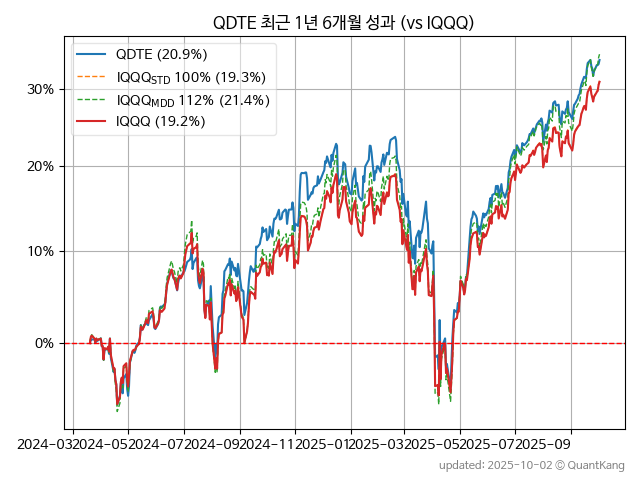 QDTE 최근 1년 6개월 성과 (vs IQQQ)
QDTE (20.9%)
IQQQSTD 100% (19.3%)
IQQQMDD 112% (21.4%)
IQQQ (19.2%)
30%
20%
10%
0%
2024-03 2024-05 2024-07 2024-09 2024-11 2025-01 2025-03 2025-05 2025-07 2025-09
updated: 2025-10-02 © QuantKang